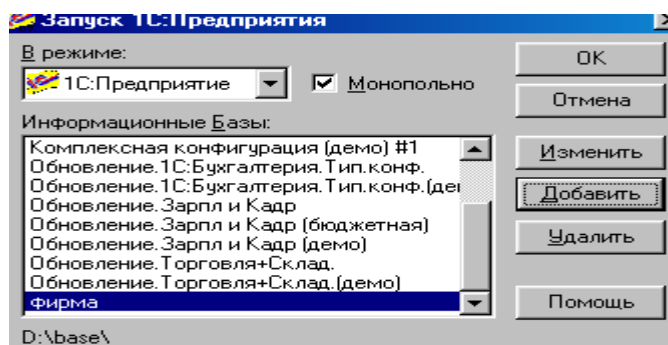 Запуск 1С:Предприятия
В режиме:
1С:Предприятие
Монопольно
Информационные Базы:
Комплексная конфигурация (демо) #1
Обновление.1С:Бухгалтерия.Тип.конф.
Обновление.1С:Бухгалтерия.Тип.конф.(де
Обновление.Зарпл и Кадр
Обновление.Зарпл и Кадр (бюджетная)
Обновление.Зарпл и Кадр (демо)
Обновление.Торговля+Склад.
Обновление.Торговля+Склад.(демо)
фирма
D:\base\
OK
Отмена
Изменить
Добавить
Удалить
Помощь